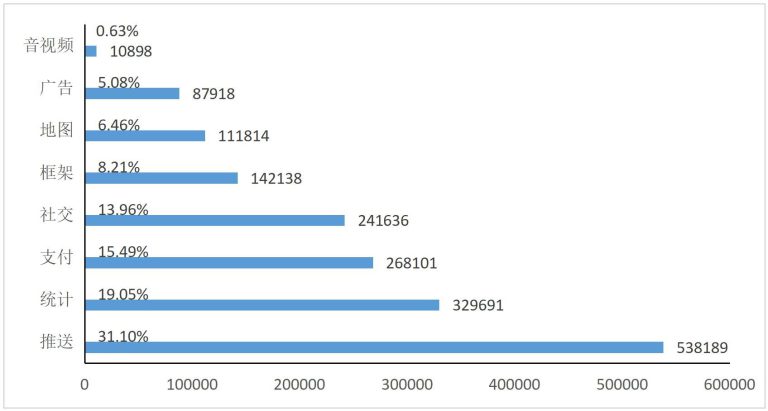 0.63%
音视频 10898
5.08%
广告 87918
6.46%
地图 111814
8.21%
框架 142138
13.96%
社交 241636
15.49%
支付 268101
19.05%
统计 329691
31.10%
推送 538189
0 100000 200000 300000 400000 500000 600000